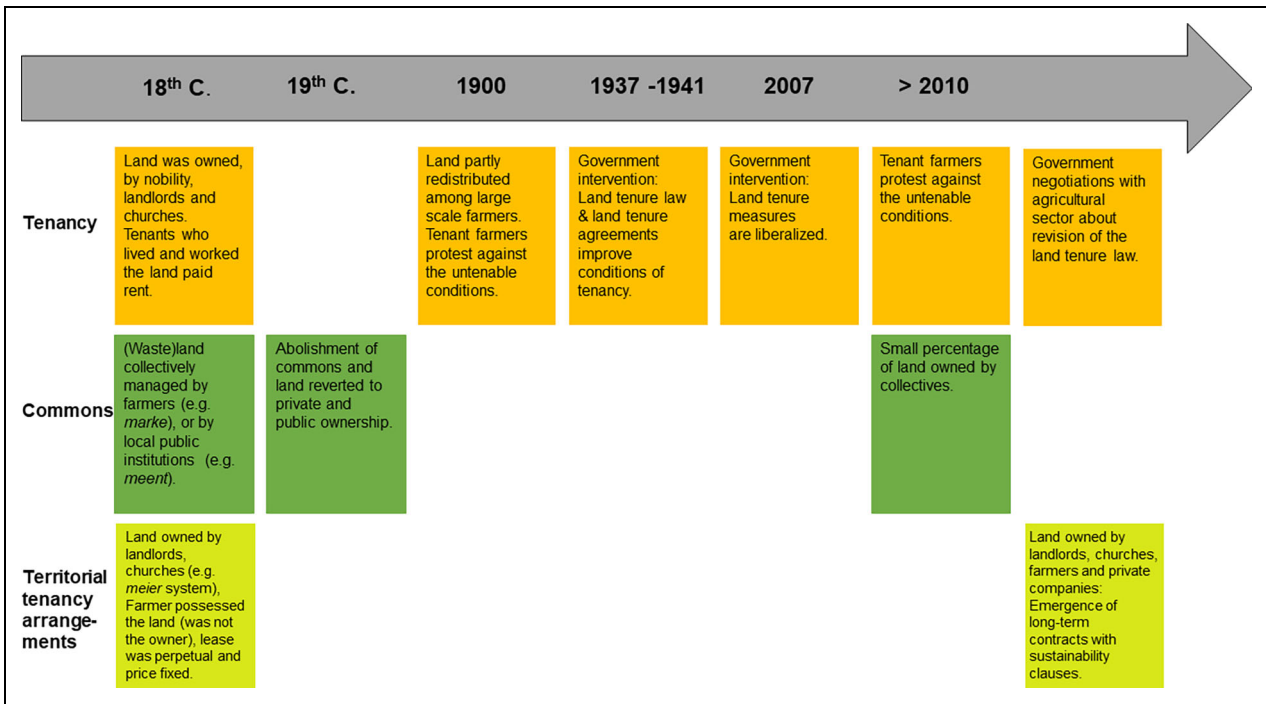 18th C.
19th C.
1900
1937 -1941
2007
> 2010
Tenancy
Land was owned,
by nobility,
landlords and
churches.
Tenants who
lived and worked
the land paid
rent.
Land partly
redistributed
among large
scale farmers.
Tenant farmers
protest against
the untenable
conditions.
Government
intervention:
Land tenure law
& land tenure
agreements
improve
conditions of
tenancy.
Government
intervention:
Land tenure
measures
are liberalized.
Tenant farmers
protest against
the untenable
conditions.
Government
negotiations with
agricultural
sector about
revision of the
land tenure law.
Commons
(Waste)land
collectively
managed by
farmers (e.g.
marke), or by
local public
institutions (e.g.
meent).
Abolishment of
commons and
land reverted to
private and
public ownership.
Small percentage
of land owned by
collectives.
Territorial
tenancy
arrange-
ments
Land owned by
landlords,
churches (e.g.
meier system),
Farmer possessed
the land (was not
the owner), lease
was perpetual and
price fixed.
Land owned by
landlords, churches,
farmers and private
companies:
Emergence of
long-term
contracts with
sustainability
clauses.